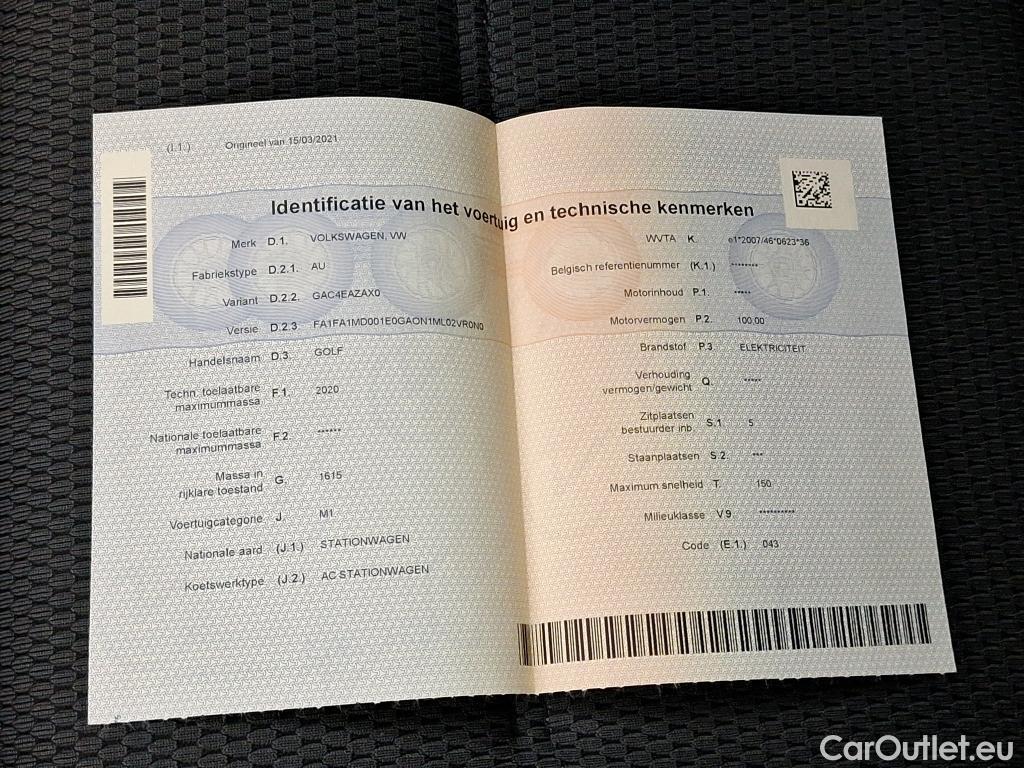 (I.1.) Origineel van 15/03/2021
Identificatie van het voertuig en technische kenmerken
Merk D.1. VOLKSWAGEN, VW
Fabriekstype D.2.1. AU
Variant D.2.2. GAC4EAZAX0
Versie D.2.3 FA1FA1MD001E0GAON1ML02VR0N0
Handelsnaam D.3. GOLF
Techn. toelaatbare
maximummassa F.1. 2020
Nationale toelaatbare
maximummassa F.2. ******
Massa in
rijklare toestand G. 1615
Voertuigcategorie J. M1
Nationale aard (J.1.) STATIONWAGEN
Koetswerktype (J.2.) AC STATIONWAGEN
WVTA K. e1*2007/46*0623*36
Belgisch referentienummer (K.1.) ********
Motorinhoud P.1. *****
Motorvermogen P.2. 100,00
Brandstof P.3 ELEKTRICITEIT
Verhouding
vermogen/gewicht Q. *****
Zitplaatsen
bestuurder inb. S.1. 5
Staanplaatsen S.2. ***
Maximum snelheid T. 150
Milieuklasse V.9. **********
Code (E.1.) 043
CarOutlet.eu